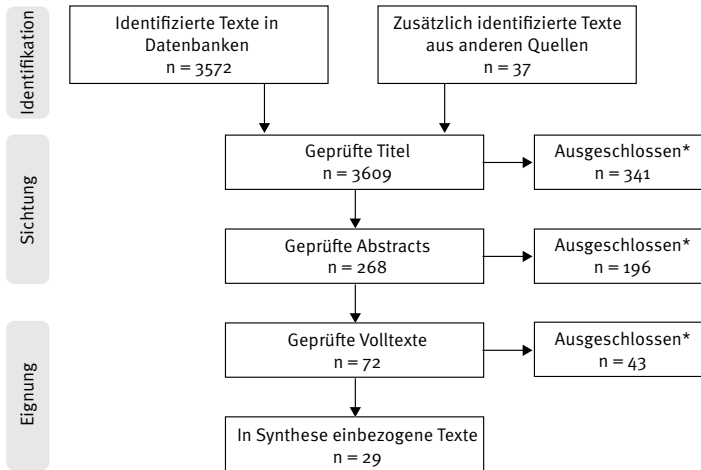 Identifikation
Identifizierte Texte in
Datenbanken
n = 3572
Zusätzlich identifizierte Texte
aus anderen Quellen
n = 37
Sichtung
Geprüfte Titel
n = 3609
Ausgeschlossen*
n = 341
Geprüfte Abstracts
n = 268
Ausgeschlossen*
n = 196
Eignung
Geprüfte Volltexte
n = 72
Ausgeschlossen*
n = 43
In Synthese einbezogene Texte
n = 29